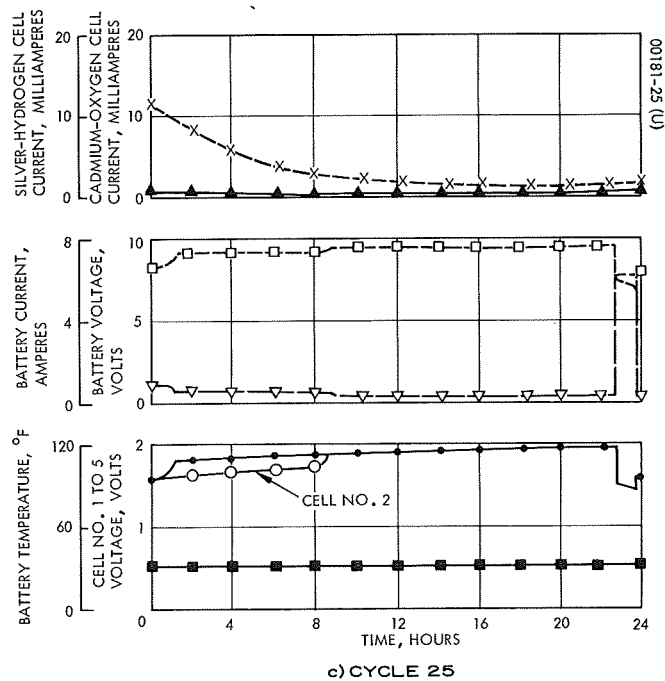 SILVER-HYDROGEN CELL
CURRENT, MILLIAMPERES
20
10
0
CADMIUM-OXYGEN CELL
CURRENT, MILLIAMPERES
20
10
0
00181-25 (U)
BATTERY CURRENT,
AMPERES
8
4
0
BATTERY VOLTAGE,
VOLTS
10
5
0
BATTERY TEMPERATURE, °F
120
60
0
CELL NO. 1 TO 5
VOLTAGE, VOLTS
2
1
CELL NO. 2
0
4
8
12
16
20
24
TIME, HOURS
c) CYCLE 25